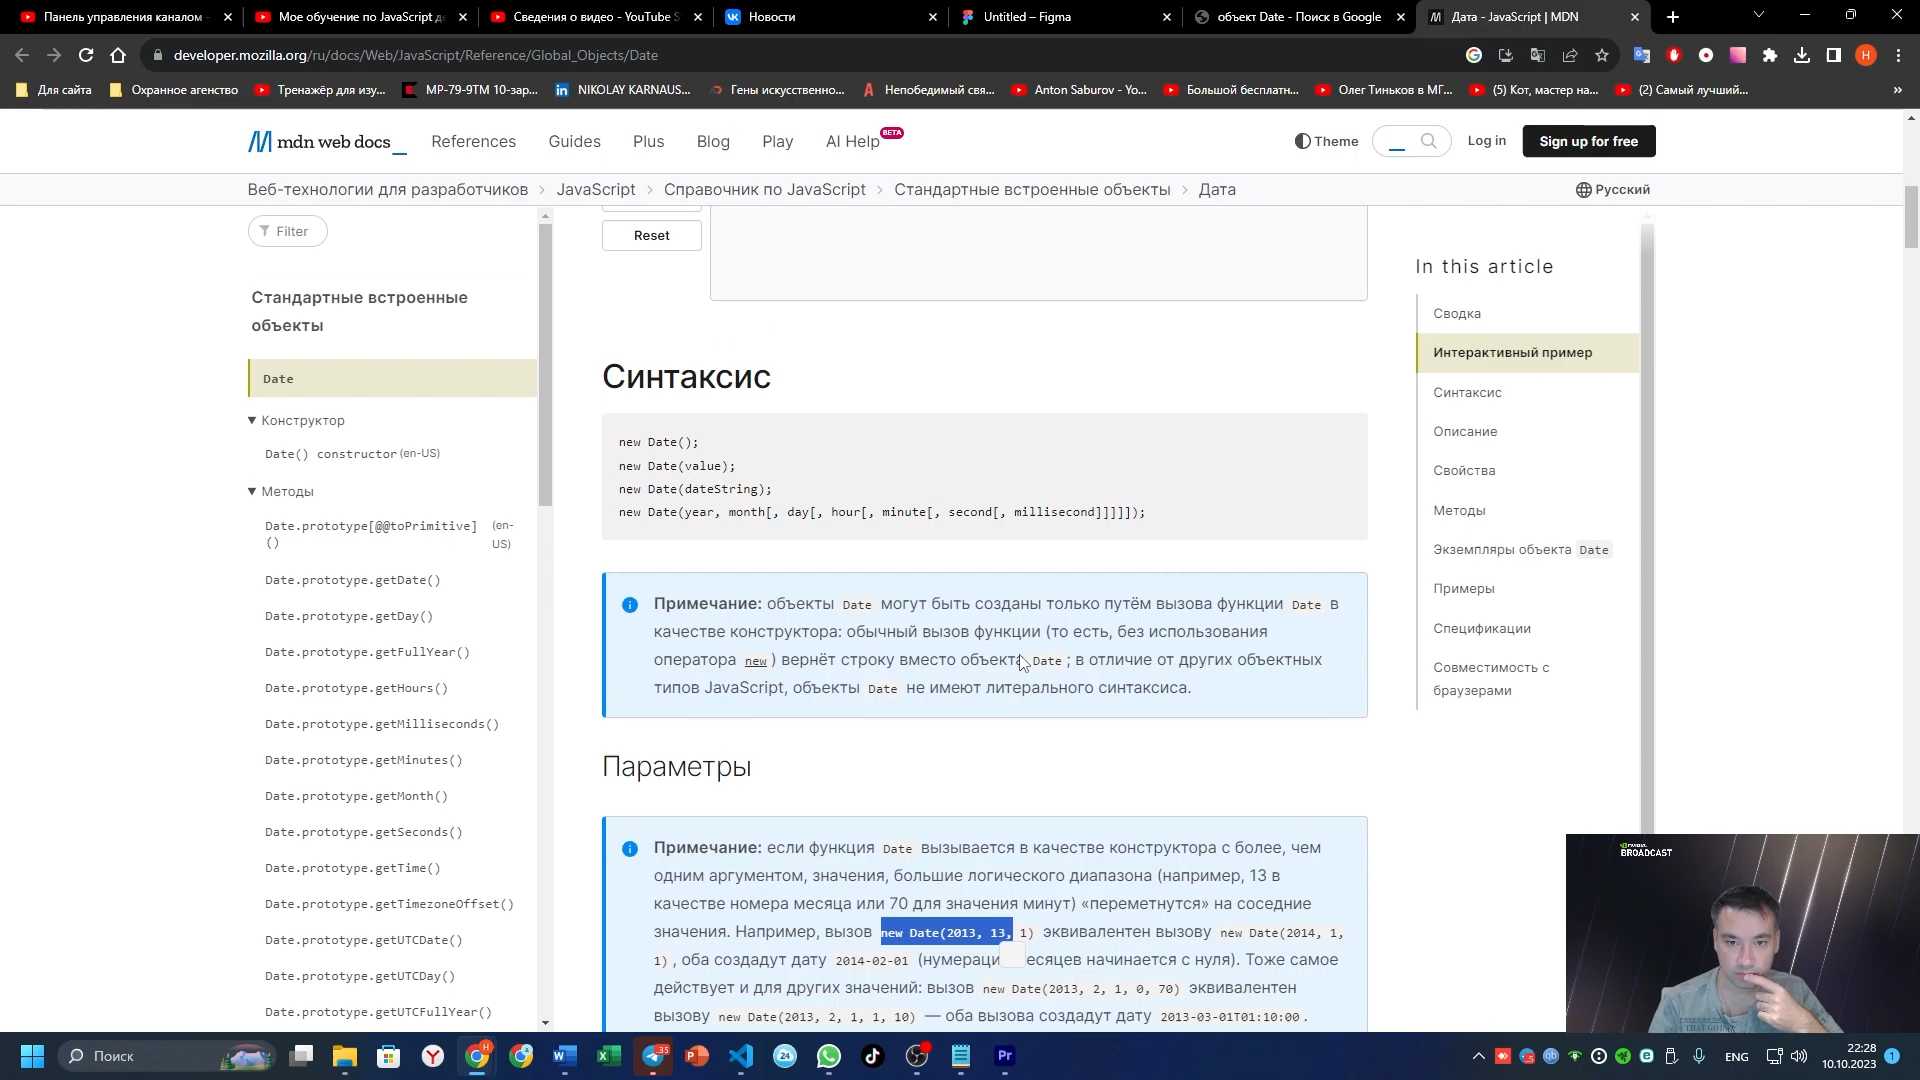 Панель управления каналом -
Мое обучение по JavaScript д
Сведения о видео - YouTube S
Новости
Untitled – Figma
объект Date - Поиск в Google
Дата - JavaScript | MDN
developer.mozilla.org/ru/docs/Web/JavaScript/Reference/Global_Objects/Date
Для сайта
Охранное агенство
Тренажёр для изу...
MP-79-9TM 10-зар...
NIKOLAY KARNAUS...
Гены искусственно...
Непобедимый свя...
Anton Saburov - Yo...
Большой бесплатн...
Олег Тиньков в МГ...
(5) Кот, мастер на...
(2) Самый лучший...
mdn web docs_
References
Guides
Plus
Blog
Play
AI Help BETA
Theme
Log in
Sign up for free
Веб-технологии для разработчиков > JavaScript > Справочник по JavaScript > Стандартные встроенные объекты > Дата
Русский
Filter
Стандартные встроенные
объекты
Date
Конструктор
Date() constructor (en-US)
Методы
Date.prototype[@@toPrimitive]
()
(en-
US)
Date.prototype.getDate()
Date.prototype.getDay()
Date.prototype.getFullYear()
Date.prototype.getHours()
Date.prototype.getMilliseconds()
Date.prototype.getMinutes()
Date.prototype.getMonth()
Date.prototype.getSeconds()
Date.prototype.getTime()
Date.prototype.getTimezoneOffset()
Date.prototype.getUTCDate()
Date.prototype.getUTCDay()
Date.prototype.getUTCFullYear()
Reset
Синтаксис
new Date();
new Date(value);
new Date(dateString);
new Date(year, month[, day[, hour[, minute[, second[, millisecond]]]]]);
Примечание: объекты Date могут быть созданы только путём вызова функции Date в
качестве конструктора: обычный вызов функции (то есть, без использования
оператора new ) вернёт строку вместо объекта Date ; в отличие от других объектных
типов JavaScript, объекты Date не имеют литерального синтаксиса.
Параметры
Примечание: если функция Date вызывается в качестве конструктора с более, чем
одним аргументом, значения, большие логического диапазона (например, 13 в
качестве номера месяца или 70 для значения минут) «переметнутся» на соседние
значения. Например, вызов new Date(2013, 13, 1) эквивалентен вызову new Date(2014, 1,
1) , оба создадут дату 2014-02-01 (нумераци есяцев начинается с нуля). Тоже самое
действует и для других значений: вызов new Date(2013, 2, 1, 0, 70) эквивалентен
вызову new Date(2013, 2, 1, 1, 10) — оба вызова создадут дату 2013-03-01T01:10:00 .
In this article
Сводка
Интерактивный пример
Синтаксис
Описание
Свойства
Методы
Экземпляры объекта Date
Примеры
Спецификации
Совместимость с
браузерами
NVIDIA
BROADCAST
Поиск
ENG
22:28
10.10.2023